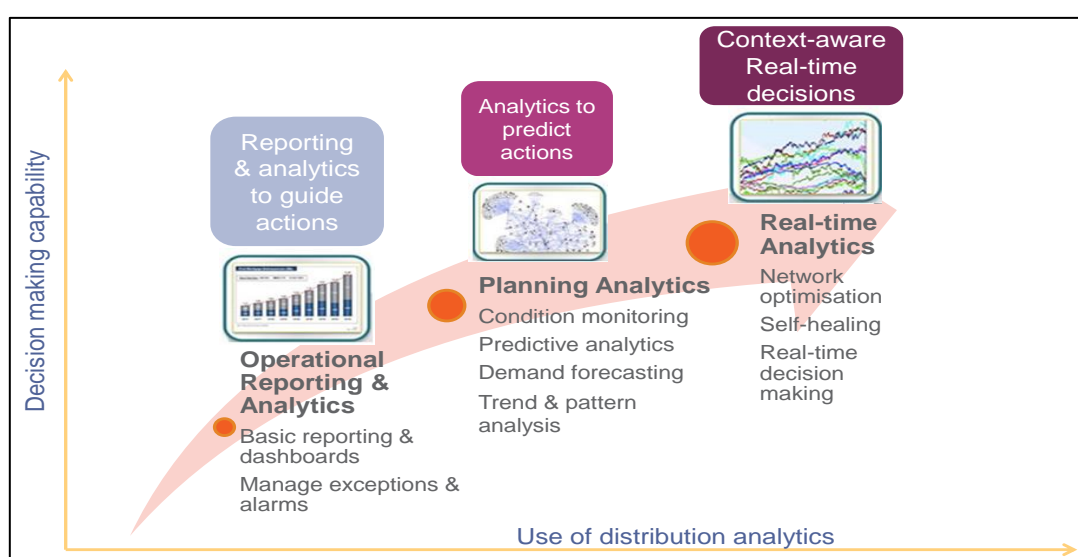 Context-aware
Real-time
decisions
Analytics to
predict
actions
Reporting
& analytics
to guide
actions
Decision making capability
Real-time
Analytics
Network
optimisation
Self-healing
Real-time
decision
making
Planning Analytics
Condition monitoring
Predictive analytics
Demand forecasting
Trend & pattern
analysis
Operational
Reporting &
Analytics
Basic reporting &
dashboards
Manage exceptions &
alarms
Use of distribution analytics